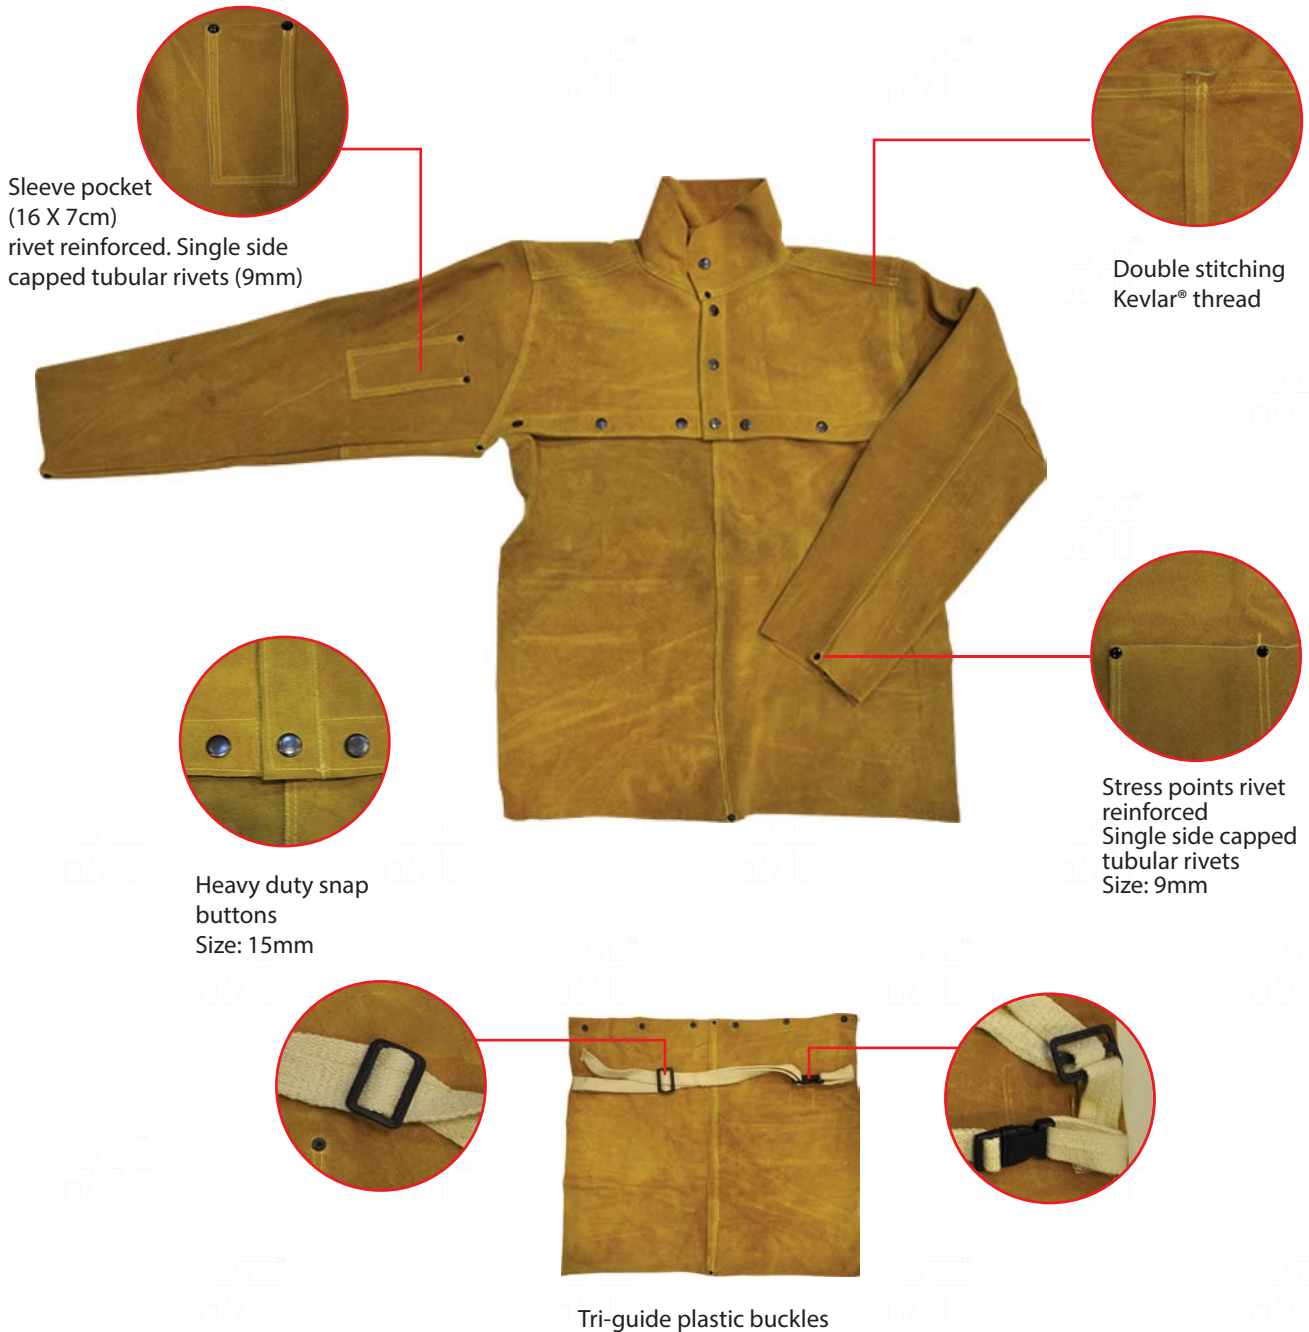 Sleeve pocket
(16 X 7cm)
rivet reinforced. Single side
capped tubular rivets (9mm)
Double stitching
Kevlar® thread
Heavy duty snap
buttons
Size: 15mm
Stress points rivet
reinforced
Single side capped
tubular rivets
Size: 9mm
Tri-guide plastic buckles